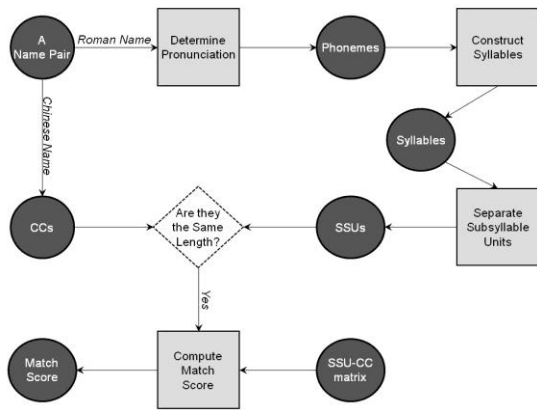 A
Name Pair
Roman Name
Determine
Pronunciation
Phonemes
Construct
Syllables
Chinese Name
Syllables
CCs
Are they
the Same
Length?
SSUs
Separate
Subsyllable
Units
Yes
Match
Score
Compute
Match
Score
SSU-CC
matrix